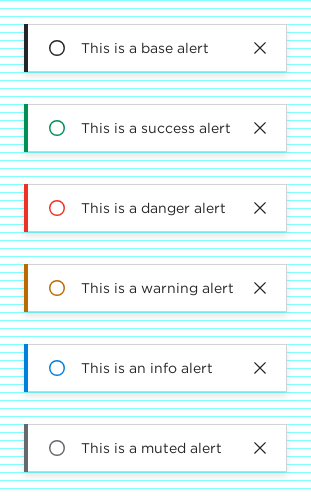 This is a base alert
This is a success alert
This is a danger alert
This is a warning alert
This is an info alert
This is a muted alert